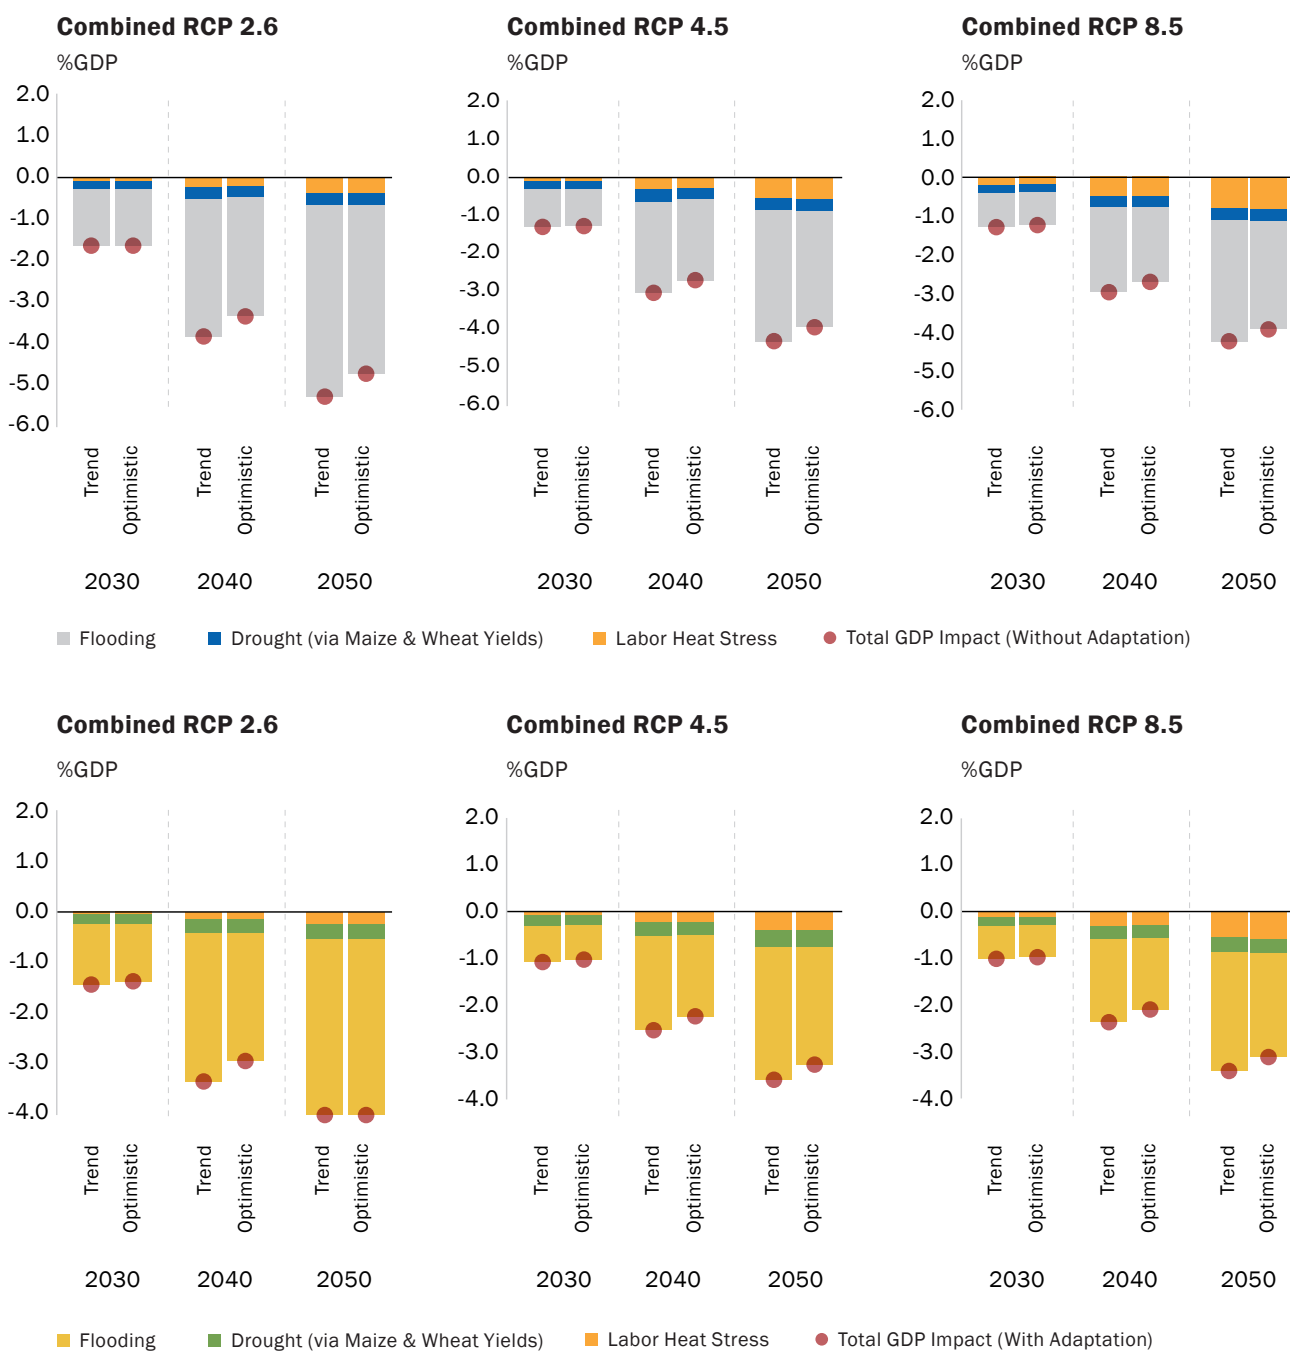 Combined RCP 2.6
%GDP
2.0
1.0
0.0
-1.0
-2.0
-3.0
-4.0
-5.0
-6.0
Trend
Optimistic
Trend
Optimistic
Trend
Optimistic
2030
2040
2050
Combined RCP 4.5
%GDP
2.0
1.0
0.0
-1.0
-2.0
-3.0
-4.0
-5.0
-6.0
Trend
Optimistic
Trend
Optimistic
Trend
Optimistic
2030
2040
2050
Combined RCP 8.5
%GDP
2.0
1.0
0.0
-1.0
-2.0
-3.0
-4.0
-5.0
-6.0
Trend
Optimistic
Trend
Optimistic
Trend
Optimistic
2030
2040
2050
Flooding
Drought (via Maize & Wheat Yields)
Labor Heat Stress
Total GDP Impact (Without Adaptation)
Combined RCP 2.6
%GDP
2.0
1.0
0.0
-1.0
-2.0
-3.0
-4.0
Trend
Optimistic
Trend
Optimistic
Trend
Optimistic
2030
2040
2050
Combined RCP 4.5
%GDP
2.0
1.0
0.0
-1.0
-2.0
-3.0
-4.0
Trend
Optimistic
Trend
Optimistic
Trend
Optimistic
2030
2040
2050
Combined RCP 8.5
%GDP
2.0
1.0
0.0
-1.0
-2.0
-3.0
-4.0
Trend
Optimistic
Trend
Optimistic
Trend
Optimistic
2030
2040
2050
Flooding
Drought (via Maize & Wheat Yields)
Labor Heat Stress
Total GDP Impact (With Adaptation)